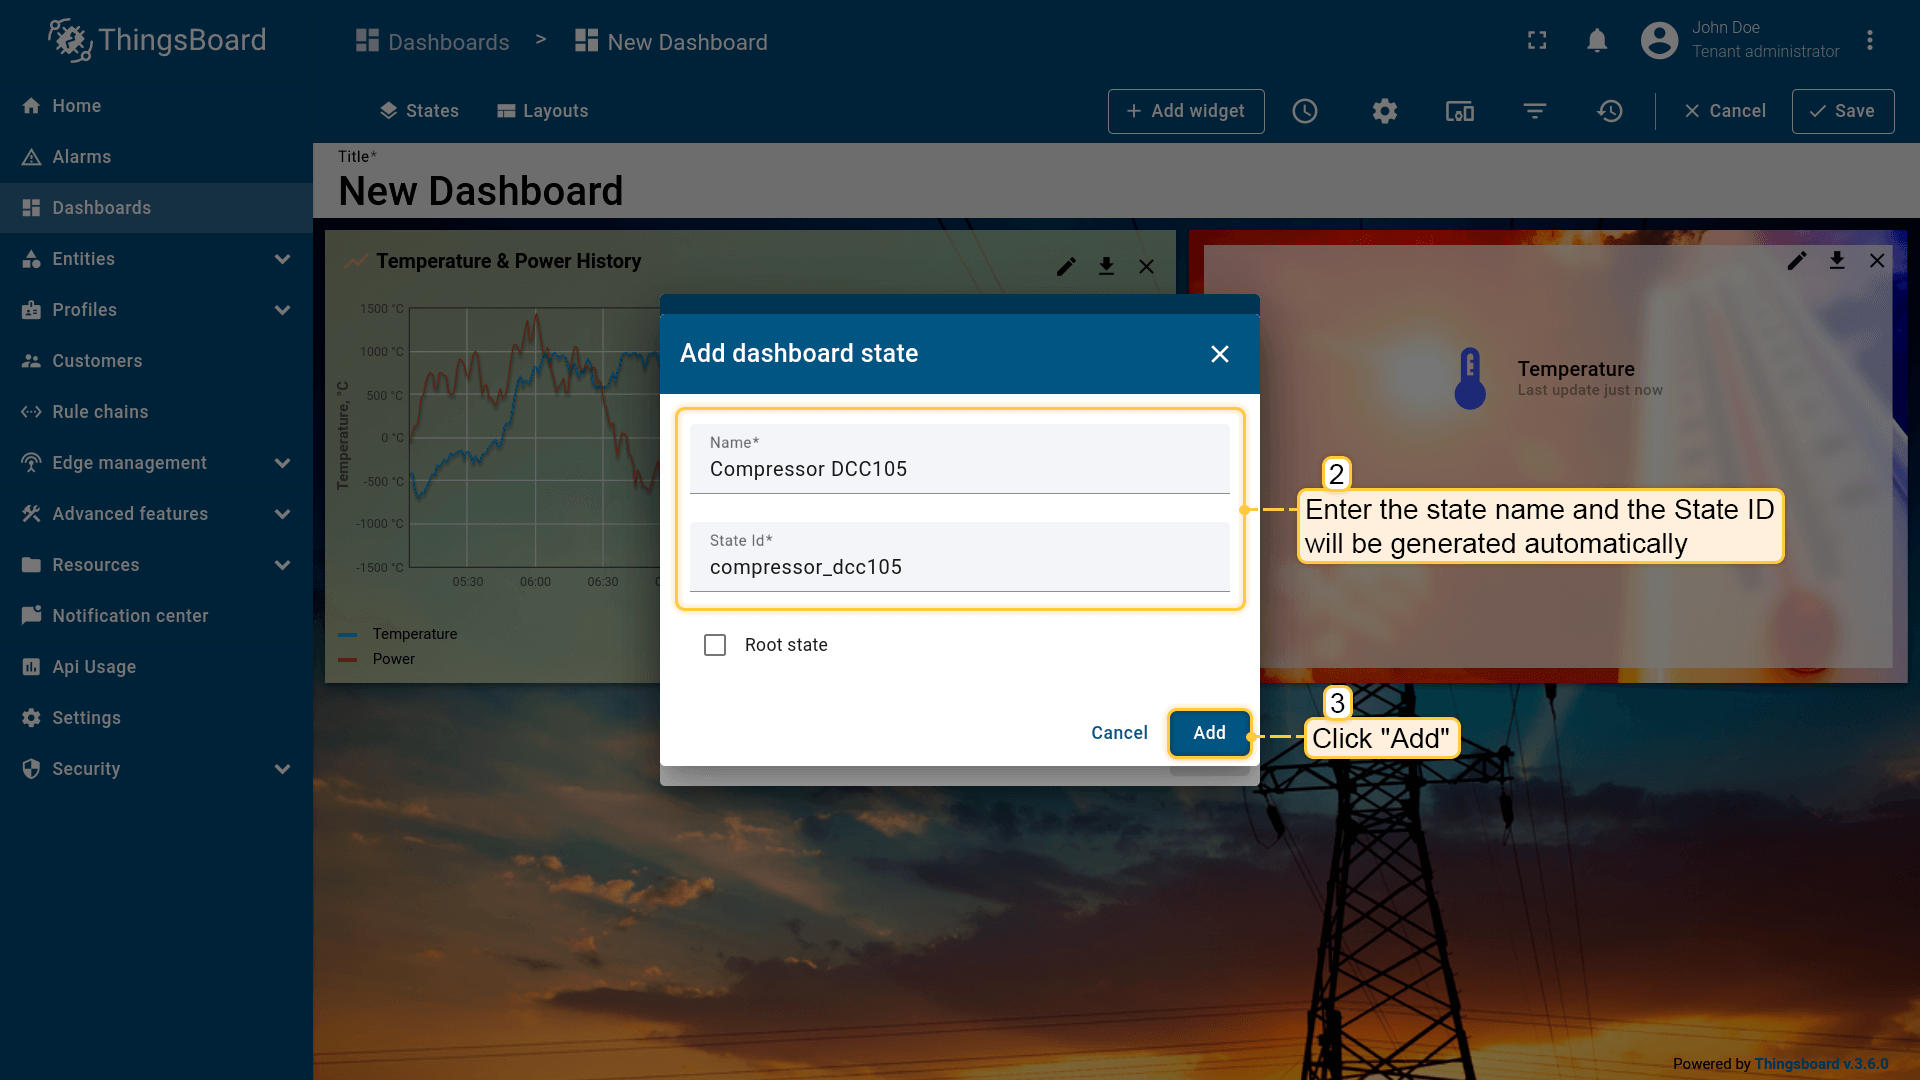 ThingsBoard
Dashboards > New Dashboard
John Doe
Tenant administrator
Home
Alarms
Dashboards
Entities
Profiles
Customers
Rule chains
Edge management
Advanced features
Resources
Notification center
Api Usage
Settings
Security
States
Layouts
+ Add widget
Cancel
Save
Title*
New Dashboard
Temperature & Power History
1500 °C
1000 °C
500 °C
0 °C
-500 °C
-1000 °C
-1500 °C
Temperature, °C
05:30
06:00
06:30
Temperature
Power
Temperature
Last update just now
Add dashboard state
Name*
Compressor DCC105
State Id*
compressor_dcc105
Root state
Cancel
Add
2
Enter the state name and the State ID
will be generated automatically
3
Click "Add"
Powered by Thingsboard v.3.6.0